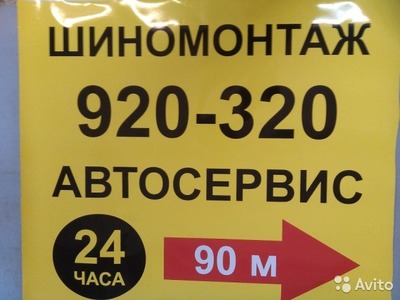 ШИНОМОНТАЖ
920-320
АВТОСЕРВИС
24
ЧАСА
90 м
Avito